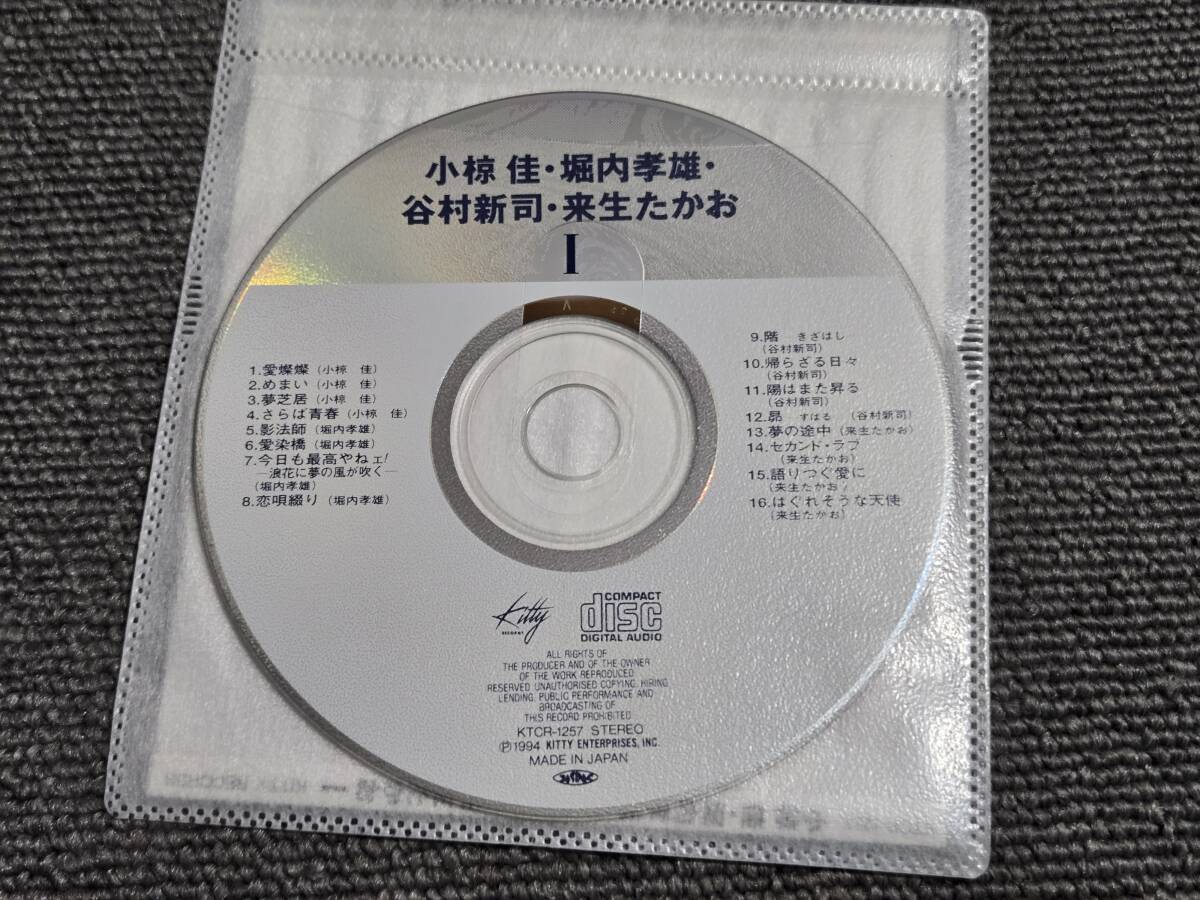 小椋 佳・堀内孝雄・
谷村新司・来生たかお
I
1.愛燦燦(小椋 佳)
2.めまい(小椋 佳)
3.夢芝居(小椋 佳)
4.さらば青春(小椋 佳)
5.影法師(堀内孝雄)
6.愛染橋(堀内孝雄)
7.今日も最高やねェ!
―浪花に夢の風が吹く―
(堀内孝雄)
8.恋唄綴り(堀内孝雄)
9.階 きざはし
(谷村新司)
10.帰らざる日々
(谷村新司)
11.陽はまた昇る
(谷村新司)
12.昴 すばる (谷村新司)
13.夢の途中(来生たかお)
14.セカンド・ラブ
(来生たかお)
15.語りつぐ愛に
(来生たかお)
16.はぐれそうな天使
(来生たかお)
Kitty
RECORDS
COMPACT
disc
DIGITAL AUDIO
ALL RIGHTS OF
THE PRODUCER AND OF THE OWNER
OF THE WORK REPRODUCED
RESERVED. UNAUTHORISED COPYING, HIRING,
LENDING, PUBLIC PERFORMANCE AND
BROADCASTING OF
THIS RECORD PROHIBITED.
KTCR-1257 STEREO
Ⓟ1994 KITTY ENTERPRISES, INC.
MADE IN JAPAN